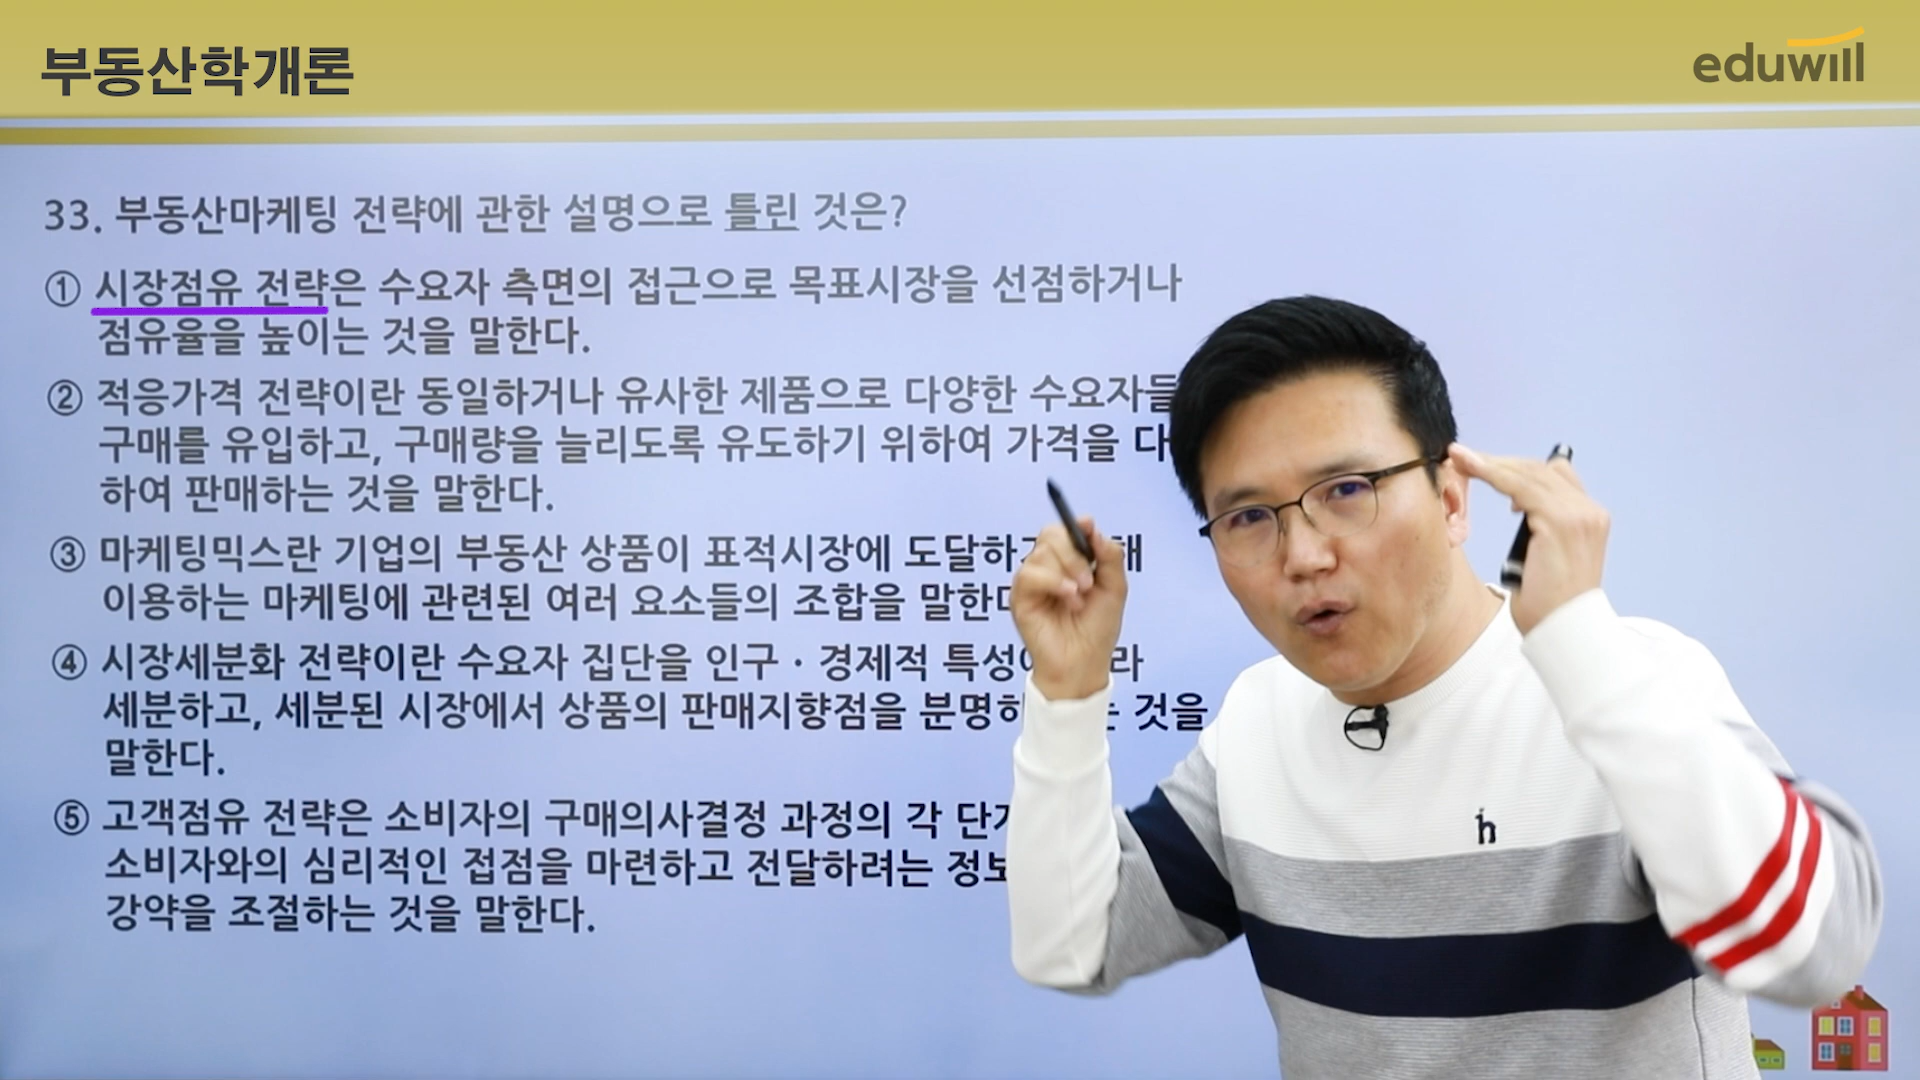 부동산학개론
eduwill
33. 부동산마케팅 전략에 관한 설명으로 틀린 것은?
① 시장점유 전략은 수요자 측면의 접근으로 목표시장을 선점하거나
점유율을 높이는 것을 말한다.
② 적응가격 전략이란 동일하거나 유사한 제품으로 다양한 수요자들
구매를 유입하고, 구매량을 늘리도록 유도하기 위하여 가격을 다
하여 판매하는 것을 말한다.
③ 마케팅믹스란 기업의 부동산 상품이 표적시장에 도달하
이용하는 마케팅에 관련된 여러 요소들의 조합을 말한
④ 시장세분화 전략이란 수요자 집단을 인구 · 경제적 특성
세분하고, 세분된 시장에서 상품의 판매지향점을 분명 것을
말한다.
⑤ 고객점유 전략은 소비자의 구매의사결정 과정의 각
소비자와의 심리적인 접점을 마련하고 전달하려는
강약을 조절하는 것을 말한다.
h